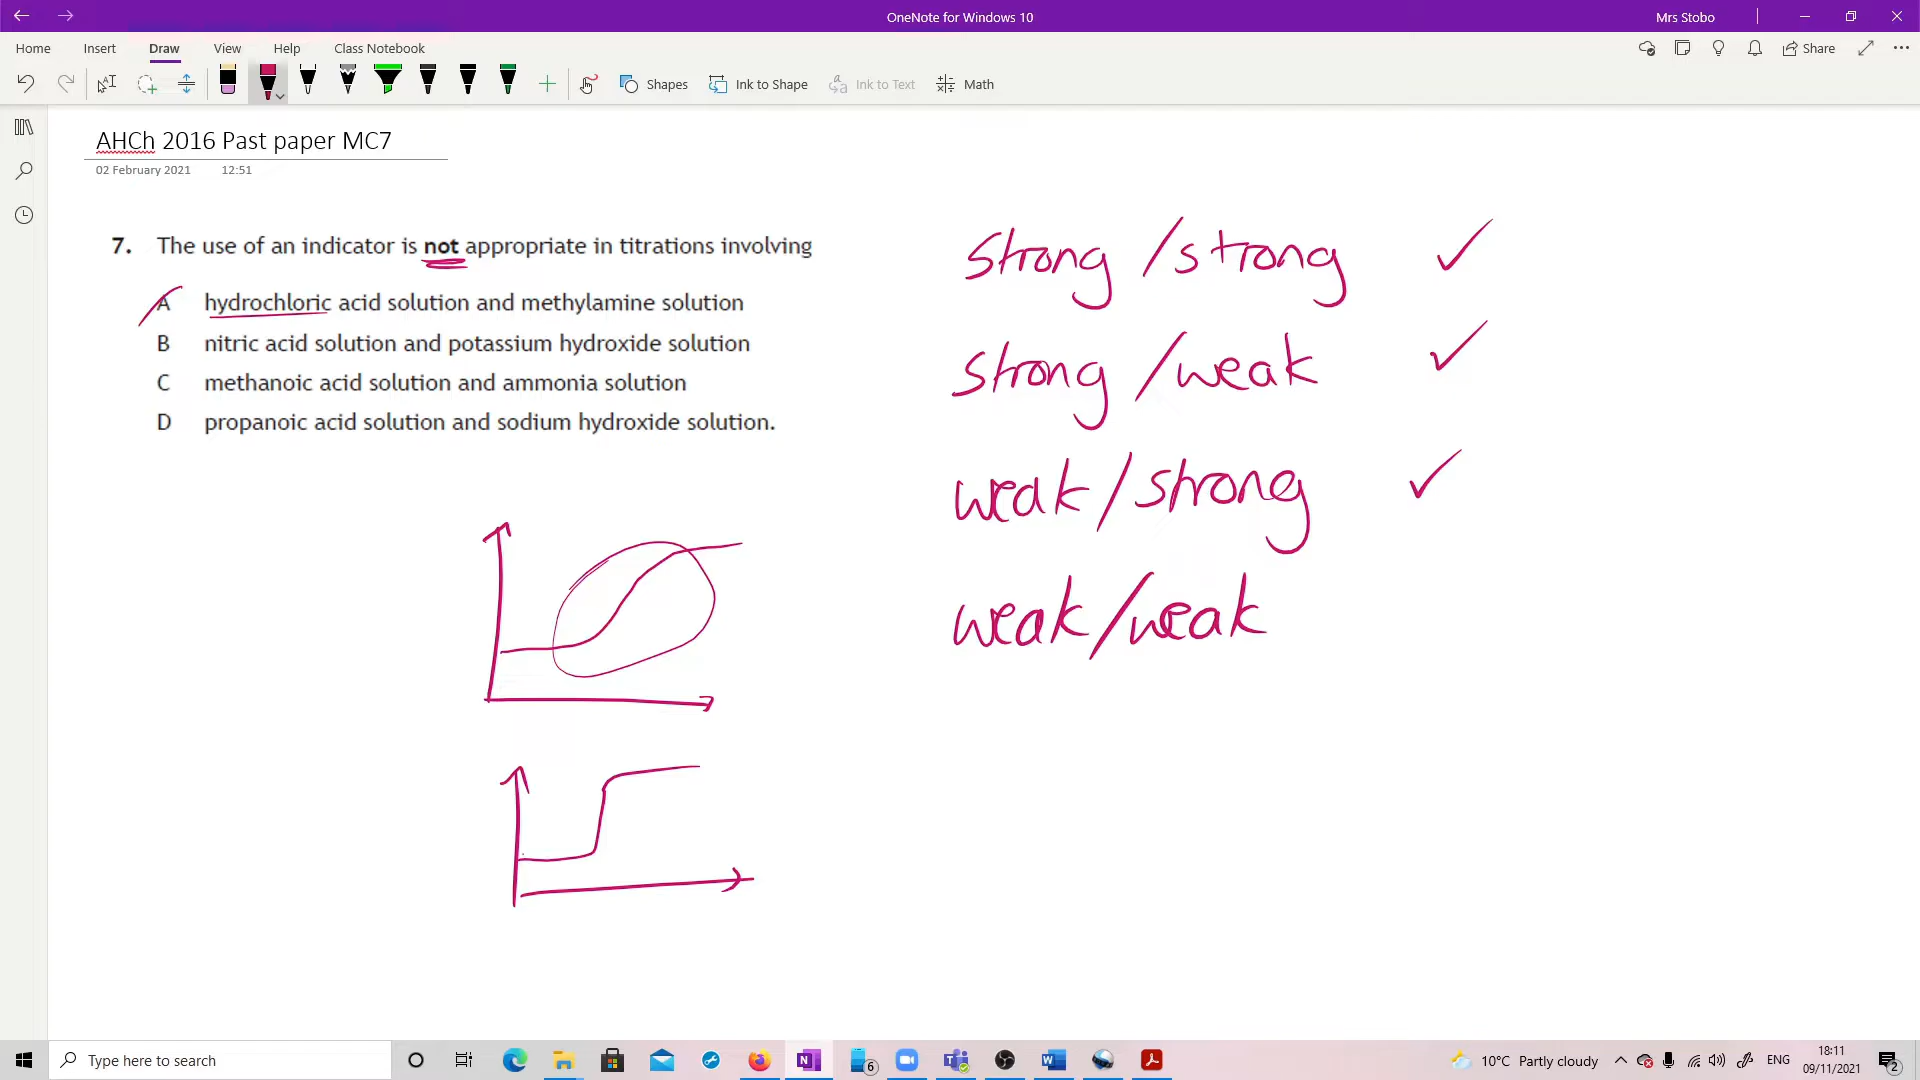 OneNote for Windows 10
Mrs Stobo
Home Insert Draw View Help Class Notebook
Share
Shapes Ink to Shape Ink to Text Math
AHCh 2016 Past paper MC7
02 February 2021 12:51
7. The use of an indicator is not appropriate in titrations involving
A hydrochloric acid solution and methylamine solution
B nitric acid solution and potassium hydroxide solution
C methanoic acid solution and ammonia solution
D propanoic acid solution and sodium hydroxide solution.
strong /strong ✓
strong /weak ✓
weak/strong ✓
weak/weak
Type here to search
6
10°C Partly cloudy
ENG
18:11
09/11/2021
2